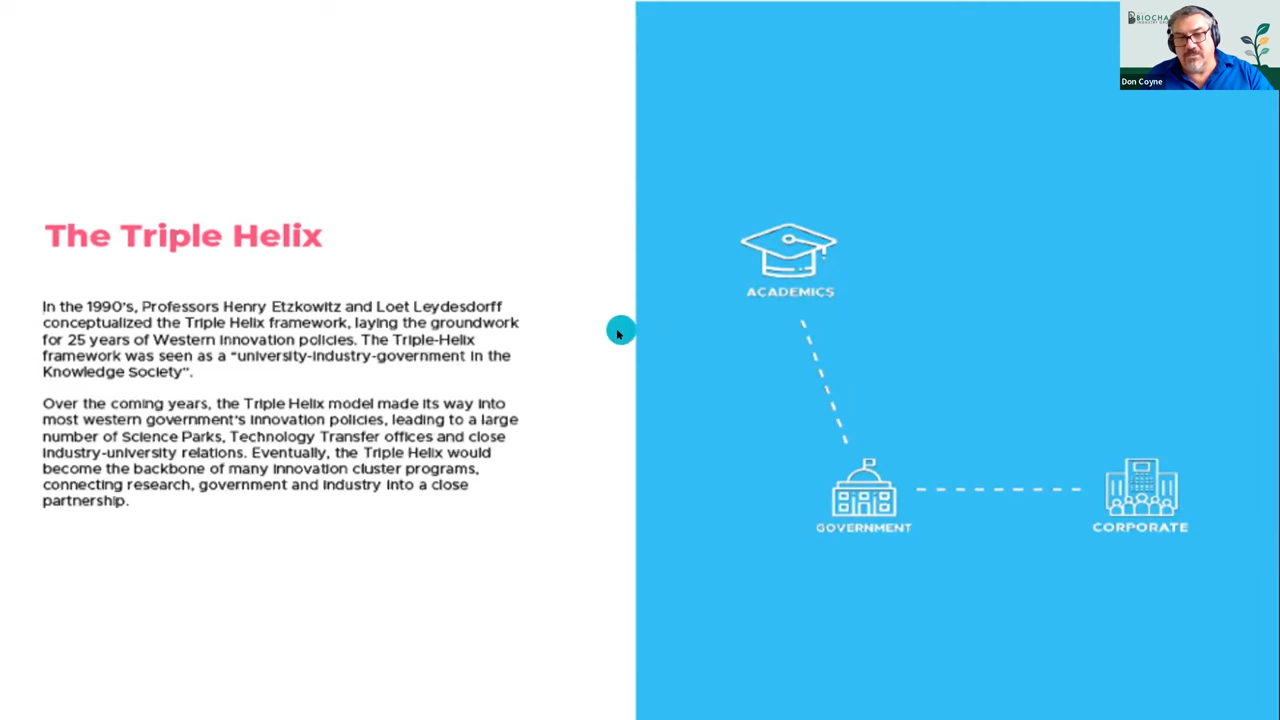 The Triple Helix
In the 1990's, Professors Henry Etzkowitz and Loet Leydesdorff
conceptualized the Triple Helix framework, laying the groundwork
for 25 years of Western innovation policies. The Triple-Helix
framework was seen as a “university-industry-government in the
Knowledge Society”.
Over the coming years, the Triple Helix model made its way into
most western government's innovation policies, leading to a large
number of Science Parks, Technology Transfer offices and close
industry-university relations. Eventually, the Triple Helix would
become the backbone of many innovation cluster programs,
connecting research, government and industry into a close
partnership.
ACADEMICS
GOVERNMENT
CORPORATE
Don Coyne